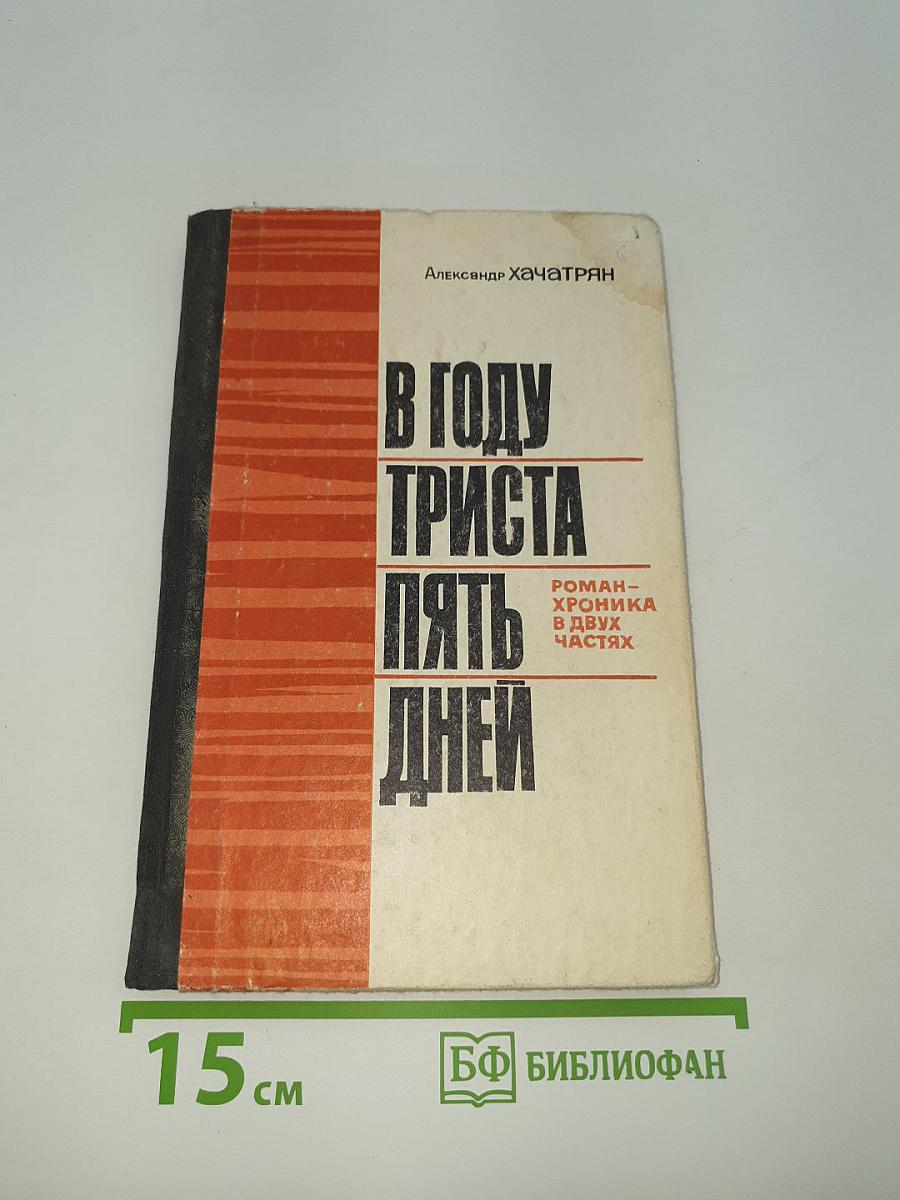 Александр ХАЧАТРЯН
В ГОДУ
ТРИСТА
ПЯТЬ
РОМАН-
ХРОНИКА
В ДВУХ
ЧАСТЯХ
ДНЕЙ
15 см
БФ БИБЛИОФАН